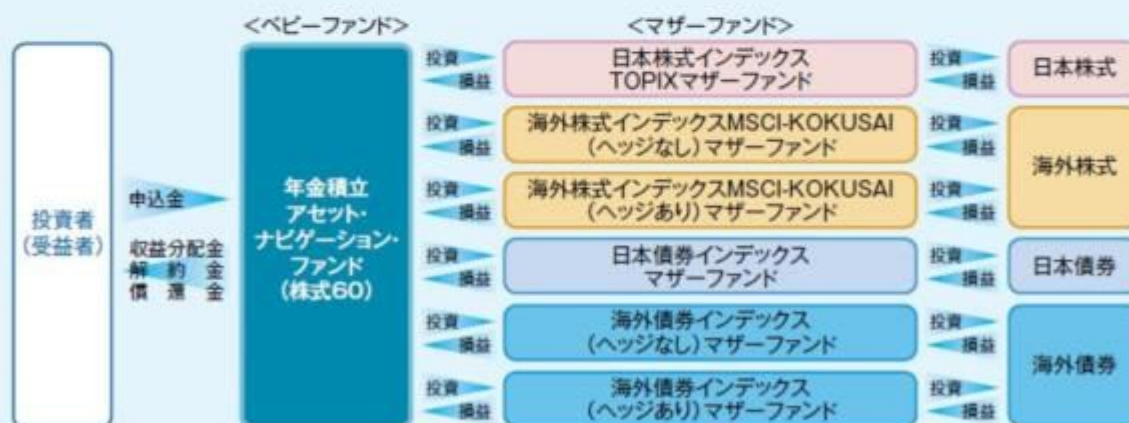 <ベビーファンド>
<マザーファンド>
投資者
(受益者)
申込金
収益分配金
解約金
償還金
年金積立
アセット・
ナビゲーション・
ファンド
(株式60)
投資
損益
日本株式インデックス
TOPIXマザーファンド
投資
損益
日本株式
投資
損益
海外株式インデックスMSCI-KOKUSAI
(ヘッジなし)マザーファンド
投資
損益
投資
損益
海外株式インデックスMSCI-KOKUSAI
(ヘッジあり)マザーファンド
投資
損益
海外株式
投資
損益
日本債券インデックス
マザーファンド
投資
損益
日本債券
投資
損益
海外債券インデックス
(ヘッジなし)マザーファンド
投資
損益
投資
損益
海外債券インデックス
(ヘッジあり)マザーファンド
投資
損益
海外債券